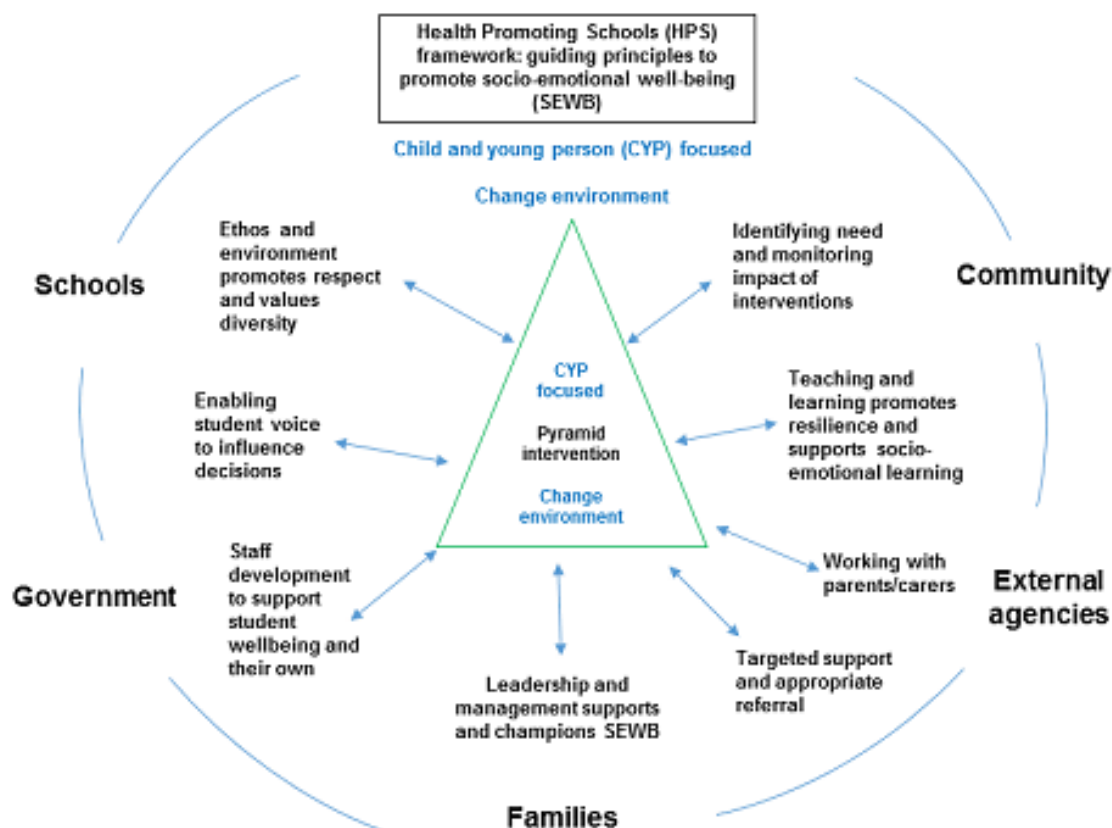 Health Promoting Schools (HPS)
framework: guiding principles to
promote socio-emotional well-being
(SEWB)
Child and young person (CYP) focused
Change environment
Ethos and
environment
promotes respect
and values
diversity
Identifying need
and monitoring
impact of
interventions
Schools
Community
CYP
focused
Pyramid
intervention
Change
environment
Enabling
student voice
to influence
decisions
Teaching and
learning promotes
resilience and
supports socio-
emotional learning
Staff
development
to support
student
wellbeing and
their own
Working with
parents/carers
Government
External
agencies
Leadership and
management supports
and champions SEWB
Targeted support
and appropriate
referral
Families